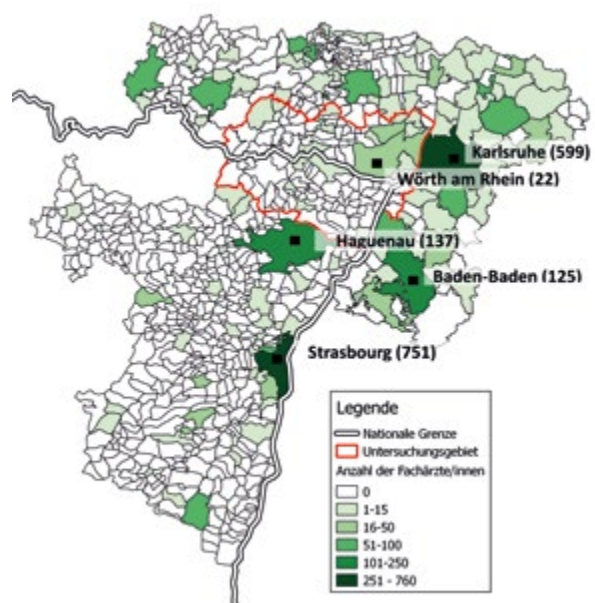 Karlsruhe (599)
Wörth am Rhein (22)
Haguenau (137)
Baden-Baden (125)
Strasbourg (751)
Legende
Nationale Grenze
Untersuchungsgebiet
Anzahl der Fachärzte/innen
0
1-15
16-50
51-100
101-250
251 - 760